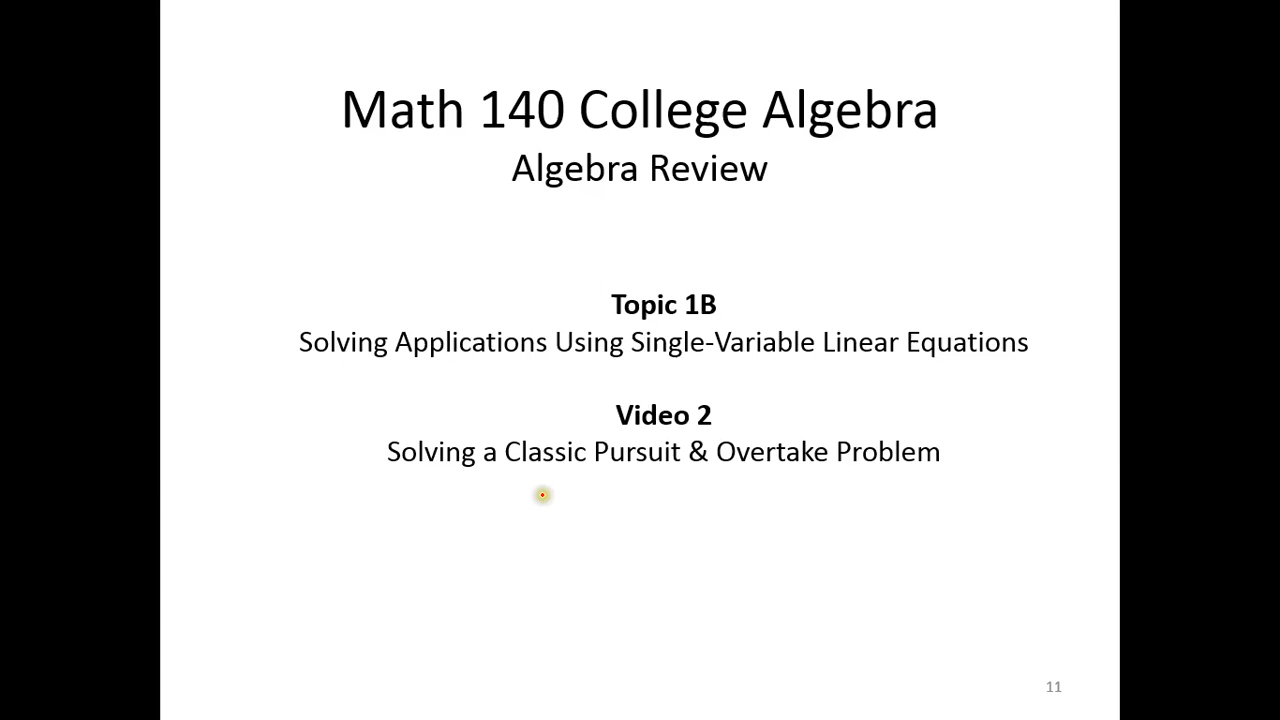 Math 140 College Algebra
Algebra Review
Topic 1B
Solving Applications Using Single-Variable Linear Equations
Video 2
Solving a Classic Pursuit & Overtake Problem
11